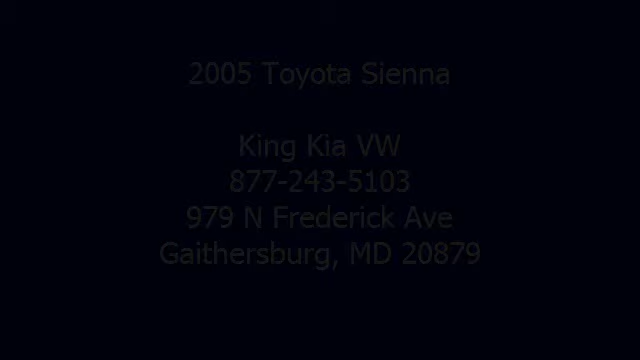 2005 Toyota Sienna
King Kia VW
877-243-5103
979 N Frederick Ave
Gaithersburg, MD 20879